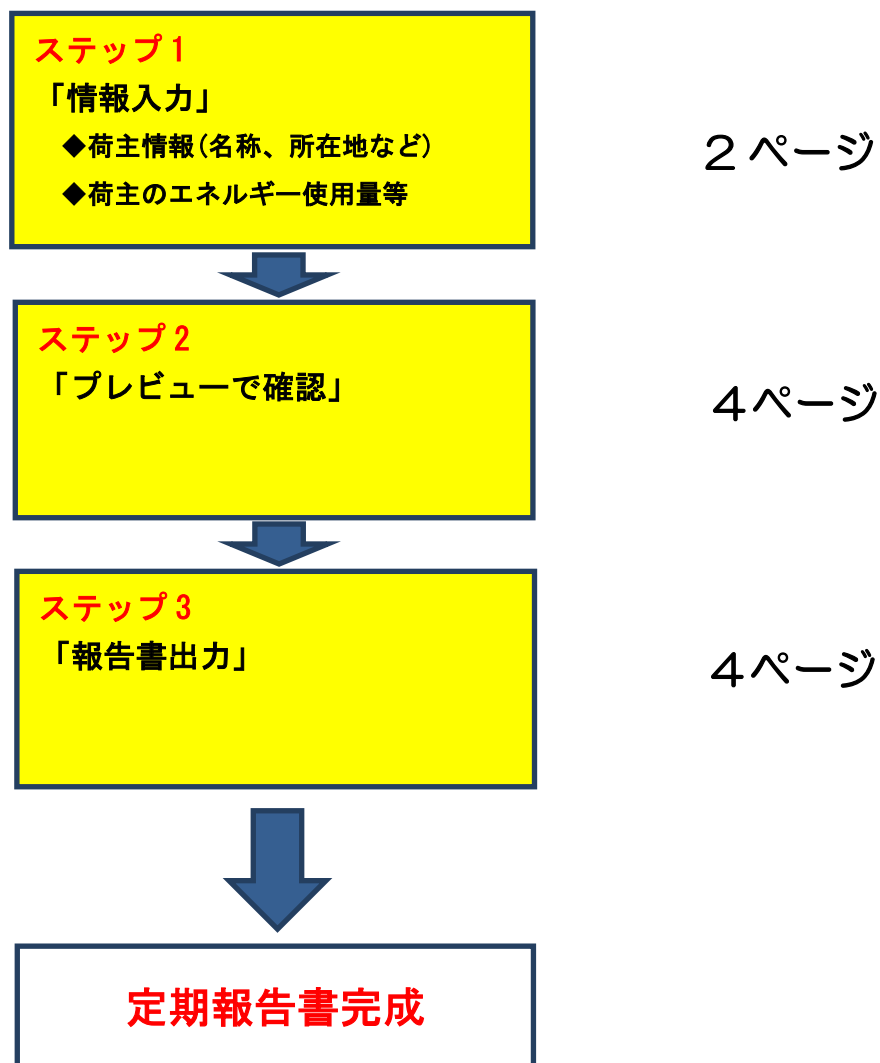 ステップ1
「情報入力」
◆荷主情報(名称、所在地など)
◆荷主のエネルギー使用量等
2ページ
ステップ2
「プレビューで確認」
4ページ
ステップ3
「報告書出力」
4ページ
定期報告書完成